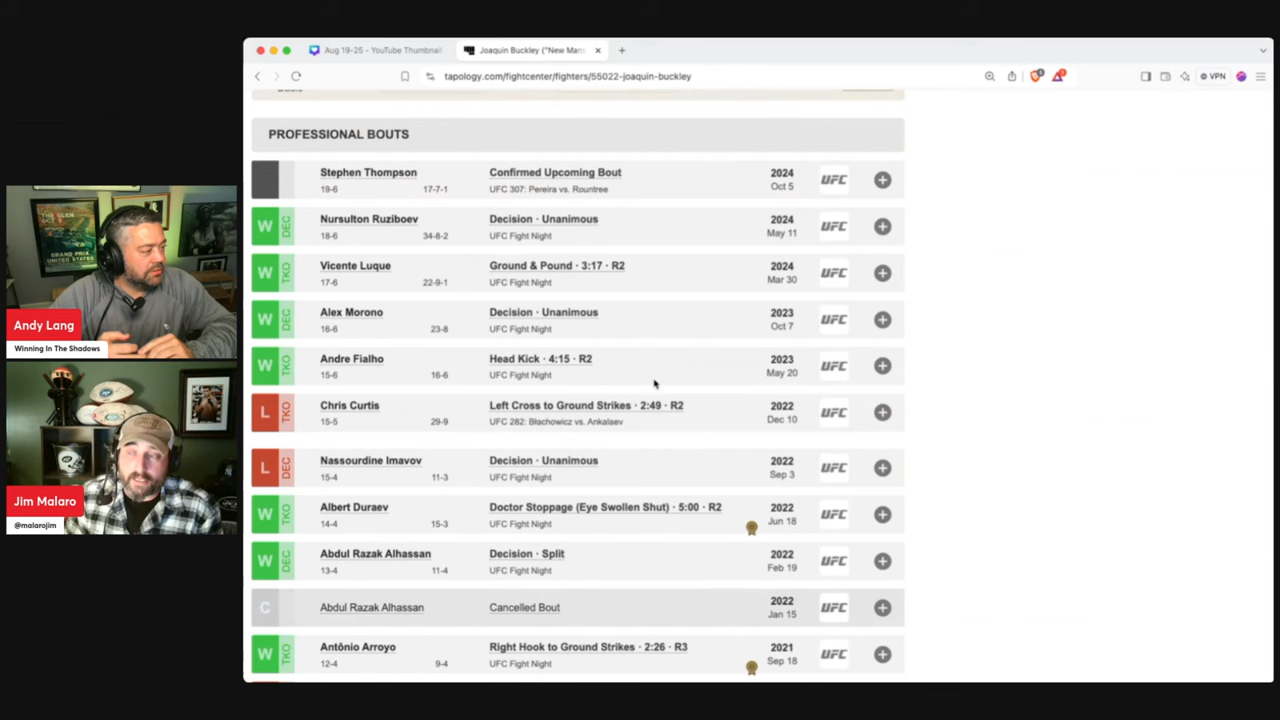 Aug 19-25 - YouTube Thumbnail
Joaquin Buckley ("New Mans
tapology.com/fightcenter/fighters/55022-joaquin-buckley
VPN
PROFESSIONAL BOUTS
Stephen Thompson Confirmed Upcoming Bout 2024 UFC
19-6 17-7-1 UFC 307: Pereira vs. Rountree Oct 5
W DEC Nursulton Ruziboev Decision · Unanimous 2024 UFC
18-6 34-8-2 UFC Fight Night May 11
W TKO Vicente Luque Ground & Pound · 3:17 · R2 2024 UFC
17-6 22-9-1 UFC Fight Night Mar 30
W DEC Alex Morono Decision · Unanimous 2023 UFC
16-6 23-8 UFC Fight Night Oct 7
W TKO Andre Fialho Head Kick · 4:15 · R2 2023 UFC
15-6 16-6 UFC Fight Night May 20
L TKO Chris Curtis Left Cross to Ground Strikes · 2:49 · R2 2022 UFC
15-5 29-9 UFC 282: Błachowicz vs. Ankalaev Dec 10
L DEC Nassourdine Imavov Decision · Unanimous 2022 UFC
15-4 11-3 UFC Fight Night Sep 3
W TKO Albert Duraev Doctor Stoppage (Eye Swollen Shut) · 5:00 · R2 2022 UFC
14-4 15-3 UFC Fight Night Jun 18
W DEC Abdul Razak Alhassan Decision · Split 2022 UFC
13-4 11-4 UFC Fight Night Feb 19
C Abdul Razak Alhassan Cancelled Bout 2022 UFC
Jan 15
W TKO Antônio Arroyo Right Hook to Ground Strikes · 2:26 · R3 2021 UFC
12-4 9-4 UFC Fight Night Sep 18
THE GLEN
GRAND PRIX
UNITED STATES
Andy Lang
Winning In The Shadows
Jim Malaro
@malarojim